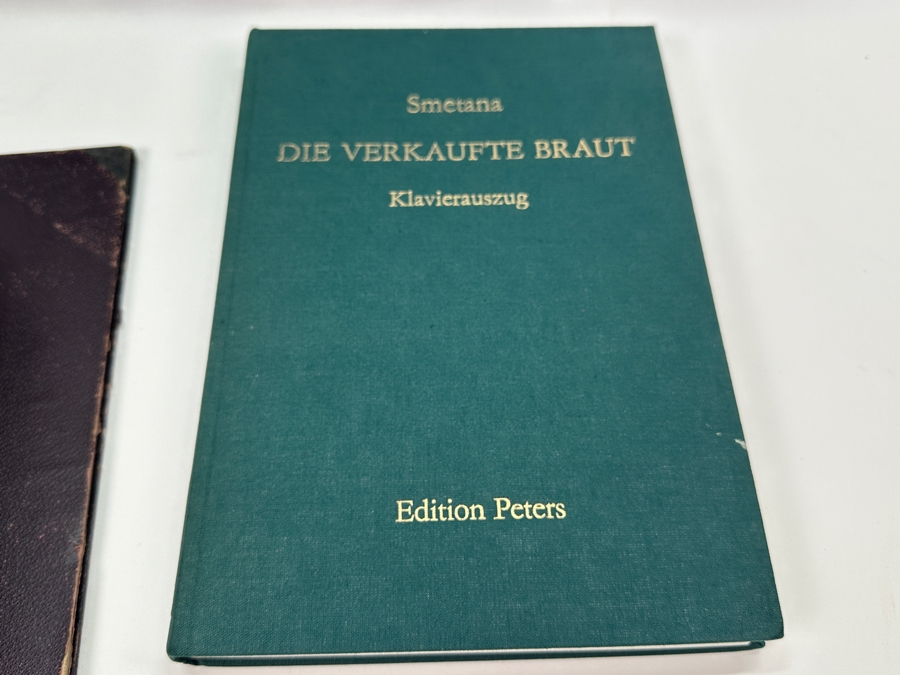 Smetana
DIE VERKAUFTE BRAUT
Klavierauszug
Edition Peters